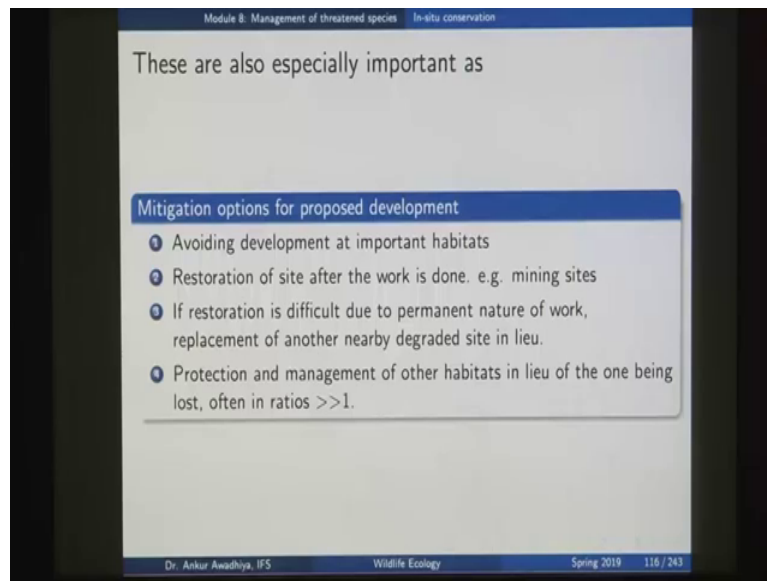 Module 8: Management of threatened species In-situ conservation
These are also especially important as
Mitigation options for proposed development
1 Avoiding development at important habitats
2 Restoration of site after the work is done. e.g. mining sites
3 If restoration is difficult due to permanent nature of work,
replacement of another nearby degraded site in lieu.
4 Protection and management of other habitats in lieu of the one being
lost, often in ratios >>1.
Dr. Ankur Awadhiya, IFS Wildlife Ecology Spring 2019 116 / 243